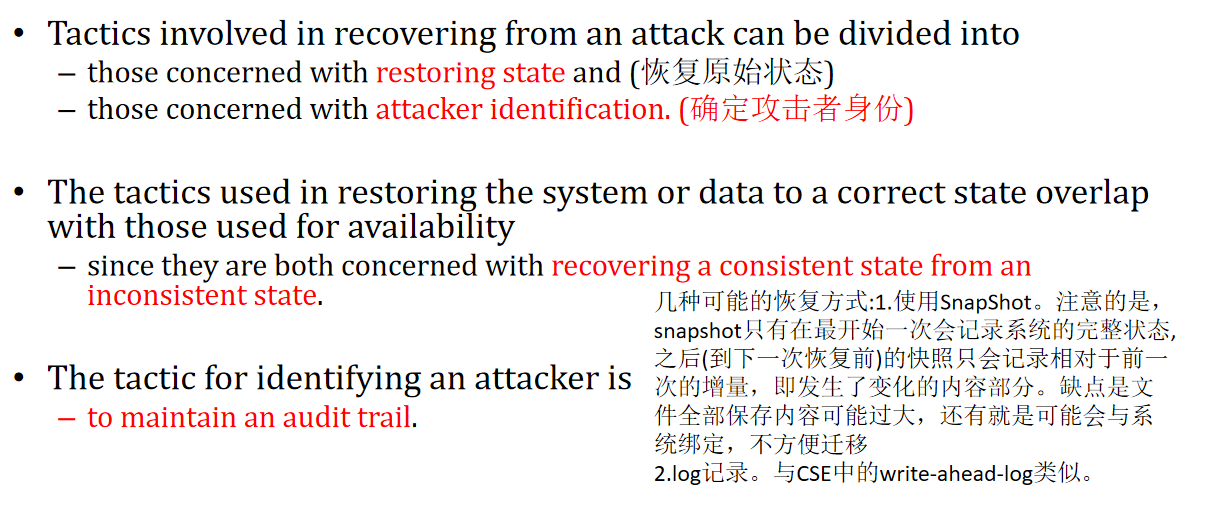 • Tactics involved in recovering from an attack can be divided into
– those concerned with restoring state and (恢复原始状态)
– those concerned with attacker identification. (确定攻击者身份)
• The tactics used in restoring the system or data to a correct state overlap
with those used for availability
– since they are both concerned with recovering a consistent state from an
inconsistent state.
几种可能的恢复方式:1.使用SnapShot。注意的是，
snapshot只有在最开始一次会记录系统的完整状态,
之后(到下一次恢复前)的快照只会记录相对于前一
次的增量，即发生了变化的内容部分。缺点是文
件全部保存内容可能过大，还有就是可能会与系
统绑定，不方便迁移
2.log记录。与CSE中的write-ahead-log类似。
• The tactic for identifying an attacker is
– to maintain an audit trail.